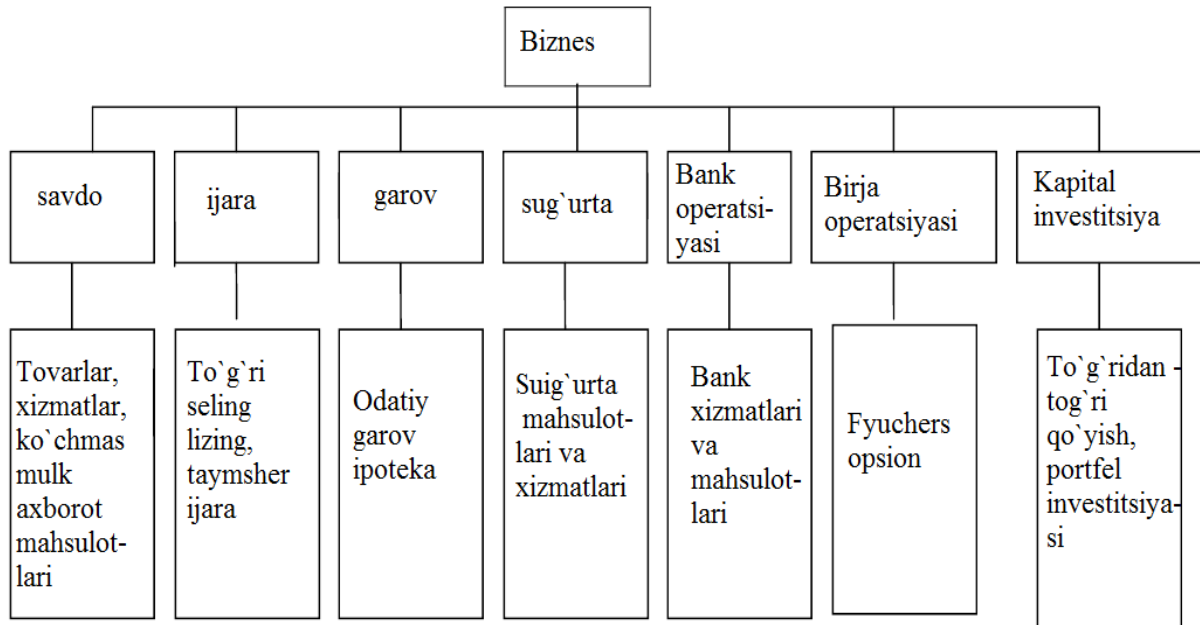 Biznes
savdo
ijara
garov
sug`urta
Bank
operatsi-
yasi
Birja
operatsiyasi
Kapital
investitsiya
Tovarlar,
xizmatlar,
ko`chmas
mulk
axborot
mahsulot-
lari
To`g`ri
seling
lizing,
taymsher
ijara
Odatiy
garov
ipoteka
Suig`urta
mahsulot-
lari va
xizmatlari
Bank
xizmatlari
va
mahsulot-
lari
Fyuchers
opsion
To`g`ridan -
tog`ri
qo`yish,
portfel
investitsiya-
si